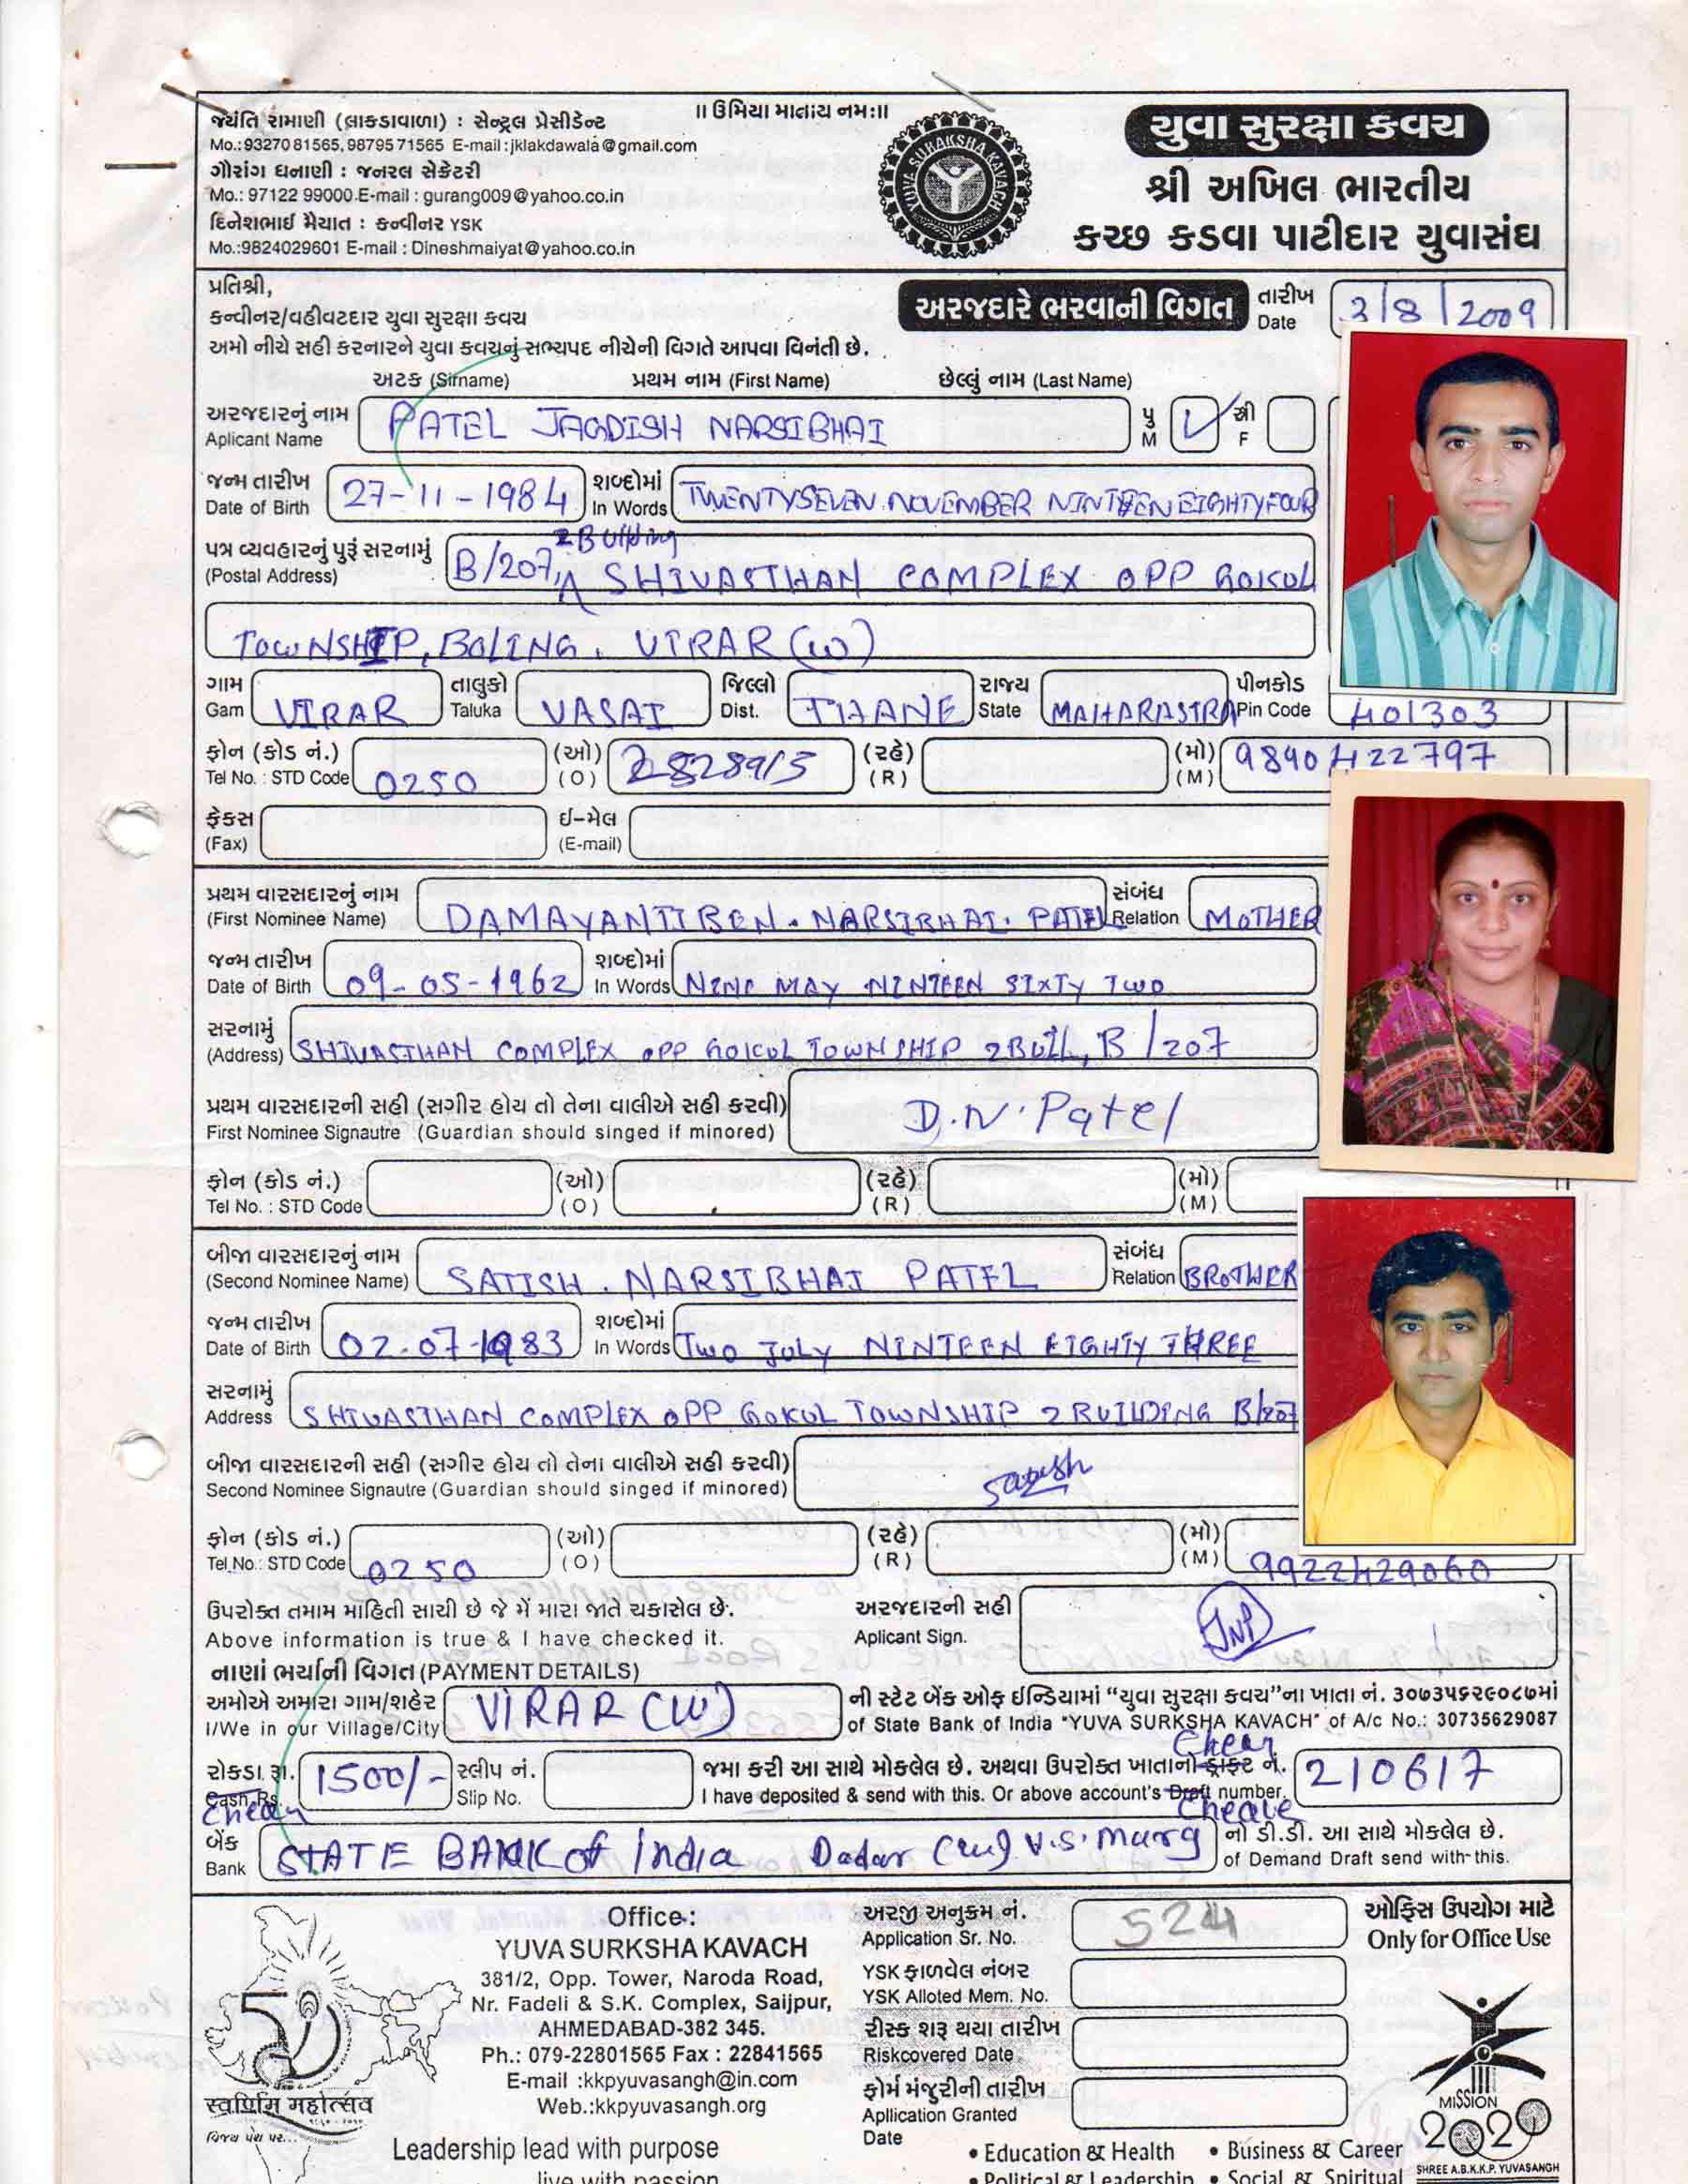 ॥ ઉમિયા માતાય નમઃ॥
જયંતિ રામાણી (લાકડાવાળા) : સેન્ટ્રલ પ્રેસીડેન્ટ
Mo.:93270 81565,98795 71565 E-mail :jklakdawala@gmail.com
ગૌરાંગ ધનાણી : જનરલ સેક્રેટરી
Mo.: 97122 99000 E-mail : gurang009@yahoo.co.in
દિનેશભાઈ મૈયાત : કન્વીનર YSK
Mo.:9824029601 E-mail : Dineshmaiyat@yahoo.co.in
YUVA SURAKSHA KAVACH
યુવા સુરક્ષા કવચ
શ્રી અખિલ ભારતીય
કચ્છ કડવા પાટીદાર યુવાસંઘ
પ્રતિશ્રી,
કન્વીનર/વહીવટદાર યુવા સુરક્ષા કવચ
અમો નીચે સહી કરનારને યુવા કવચનું સભ્યપદ નીચેની વિગતે આપવા વિનંતી છે.
અરજદારે ભરવાની વિગત
તારીખ Date 2/8/2009
અટક (Sirname) પ્રથમ નામ (First Name) છેલ્લું નામ (Last Name)
અરજદારનું નામ Aplicant Name PATEL JAGDISH NARSIBHAI પુ M ✓ સ્ત્રી F
જન્મ તારીખ Date of Birth 27-11-1984 શબ્દોમાં In Words TWENTYSEVEN NOVEMBER NINTEEN EIGHTYFOUR
2 Building
પત્ર વ્યવહારનું પુરૂં સરનામું (Postal Address) B/207, SHIVASTHAN COMPLEX OPP GOKUL
TOWNSHIP, BOLING, VIRAR (W)
ગામ Gam VIRAR તાલુકો Taluka VASAI જિલ્લો Dist. THANE રાજ્ય State MAHARASTRA પીનકોડ Pin Code 401303
ફોન (કોડ નં.) Tel No. : STD Code 0250 (ઓ) (O) 2828915 (રહે) (R) (મો) (M) 9890422797
ફેક્સ (Fax) ઈ-મેલ (E-mail)
પ્રથમ વારસદારનું નામ (First Nominee Name) DAMAYANTIBEN. NARSIBHAI. PATEL સંબંધ Relation MOTHER
જન્મ તારીખ Date of Birth 09-05-1962 શબ્દોમાં In Words NINE MAY NINTEEN SIXTY TWO
સરનામું (Address) SHIVASTHAN COMPLEX OPP GOKUL TOWNSHIP 2 BUIL, B/207
પ્રથમ વારસદારની સહી (સગીર હોય તો તેના વાલીએ સહી કરવી)
First Nominee Signautre (Guardian should singed if minored) D.N. Patel
ફોન (કોડ નં.) Tel No. : STD Code (ઓ) (O) (રહે) (R) (મો) (M)
બીજા વારસદારનું નામ (Second Nominee Name) SATISH. NARSIBHAI PATEL સંબંધ Relation BROTHER
જન્મ તારીખ Date of Birth 02-07-1983 શબ્દોમાં In Words TWO JULY NINTEEN EIGHTY THREE
સરનામું Address SHIVASTHAN COMPLEX OPP GOKUL TOWNSHIP 2 BUILDING B/207
બીજા વારસદારની સહી (સગીર હોય તો તેના વાલીએ સહી કરવી)
Second Nominee Signautre (Guardian should singed if minored) Satish
ફોન (કોડ નં.) Tel.No.: STD Code 0250 (ઓ) (O) (રહે) (R) (મો) (M) 9922429060
ઉપરોક્ત તમામ માહિતી સાચી છે જે મેં મારા જાતે ચકાસેલ છે. અરજદારની સહી
Above information is true & I have checked it. Aplicant Sign. JNP
નાણાં ભર્યાની વિગત (PAYMENT DETAILS)
અમોએ અમારા ગામ/શહેર VIRAR (W) ની સ્ટેટ બેંક ઓફ ઈન્ડિયામાં “યુવા સુરક્ષા કવચ”ના ખાતા નં. ૩૦૭૩૫૬૨૯૦૮૭માં
I/We in our Village/City of State Bank of India "YUVA SURKSHA KAVACH" of A/c No.: 30735629087
રોકડા રૂા. 1500/- સ્લીપ નં. જમા કરી આ સાથે મોકલેલ છે. અથવા ઉપરોક્ત ખાતાનો ડ્રાફ્ટ નં. 210617
Cash Rs. Slip No. I have deposited & send with this. Or above account's Draft number.
Cheque
બેંક Bank STATE BANK of India Dadar (W) V.S. Marg નો ડી.ડી. આ સાથે મોકલેલ છે.
of Demand Draft send with this.
Office :
YUVA SURKSHA KAVACH
381/2, Opp. Tower, Naroda Road,
Nr. Fadeli & S.K. Complex, Saijpur,
AHMEDABAD-382 345.
Ph.: 079-22801565 Fax : 22841565
E-mail :kkpyuvasangh@in.com
Web.:kkpyuvasangh.org
Leadership lead with purpose
live with passion
અરજી અનુક્રમ નં. Application Sr. No. 524
ઓફિસ ઉપયોગ માટે
Only for Office Use
YSK ફાળવેલ નંબર
YSK Alloted Mem. No.
રીસ્ક શરૂ થયા તારીખ
Riskcovered Date
ફોર્મ મંજુરીની તારીખ
Apllication Granted
Date
• Education & Health • Business & Career
• Political & Leadership • Social & Spiritual
MISSION
2020
SHREE A.B.K.K.P. YUVASANGH